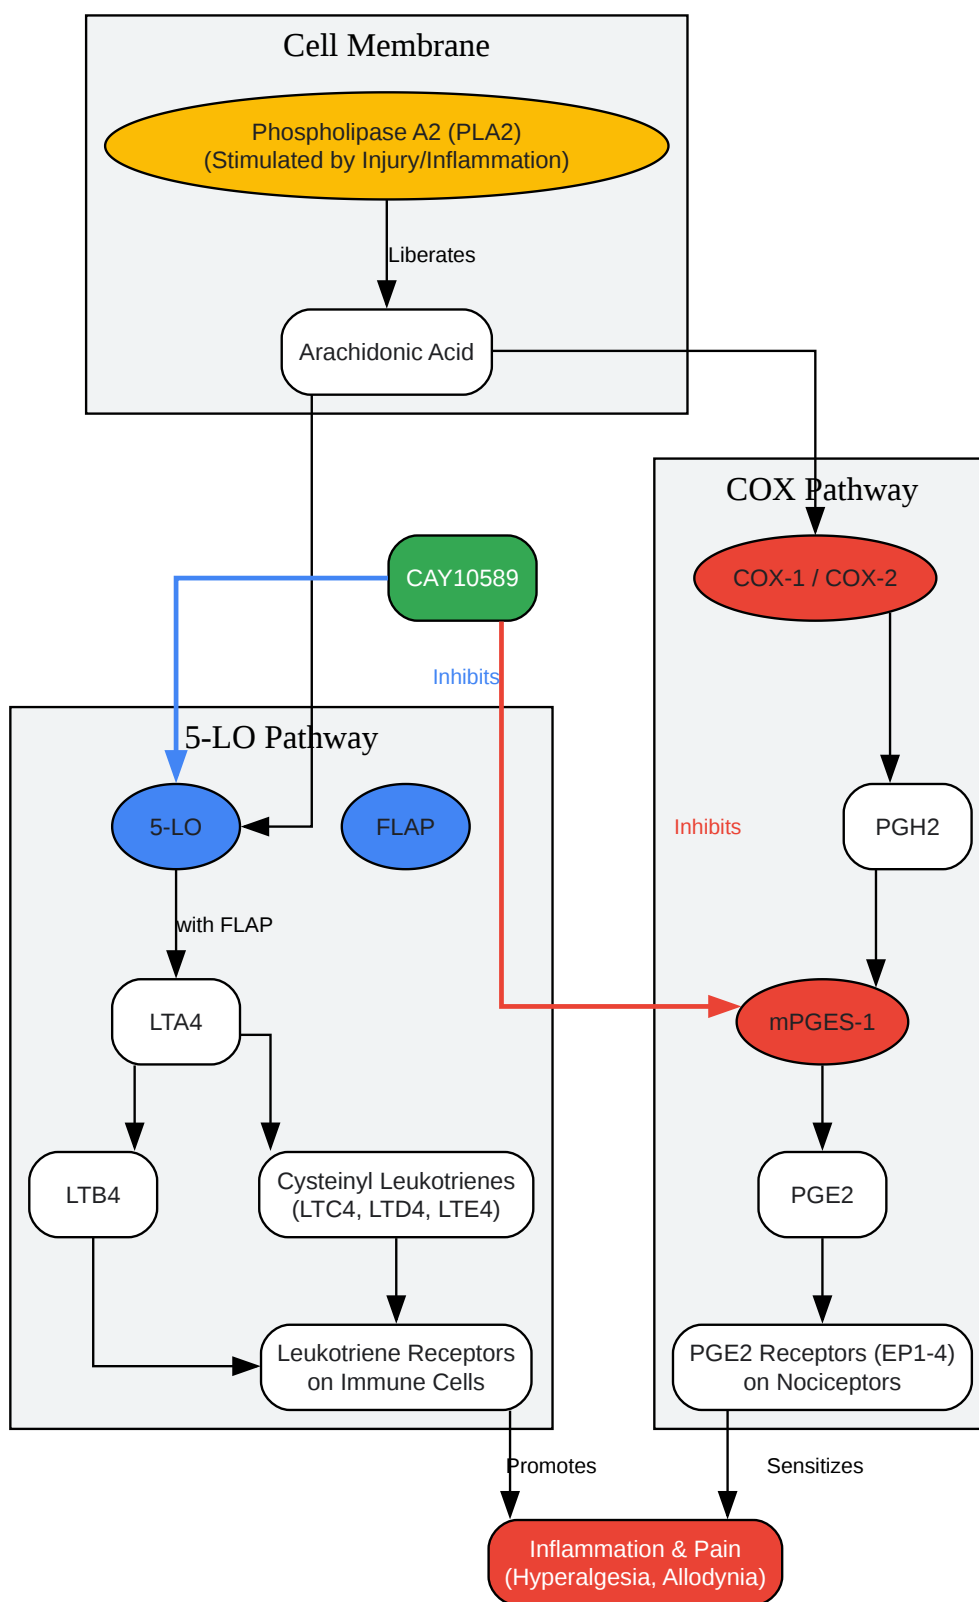 Cell Membrane
Phospholipase A2 (PLA2)
(Stimulated by Injury/Inflammation)
Liberates
Arachidonic Acid
COX Pathway
CAY10589
COX-1 / COX-2
Inhibits
5-LO Pathway
5-LO
FLAP
Inhibits
PGH2
with FLAP
LTA4
mPGES-1
LTB4
Cysteinyl Leukotrienes
(LTC4, LTD4, LTE4)
PGE2
Leukotriene Receptors
on Immune Cells
PGE2 Receptors (EP1-4)
on Nociceptors
Promotes
Sensitizes
Inflammation & Pain
(Hyperalgesia, Allodynia)